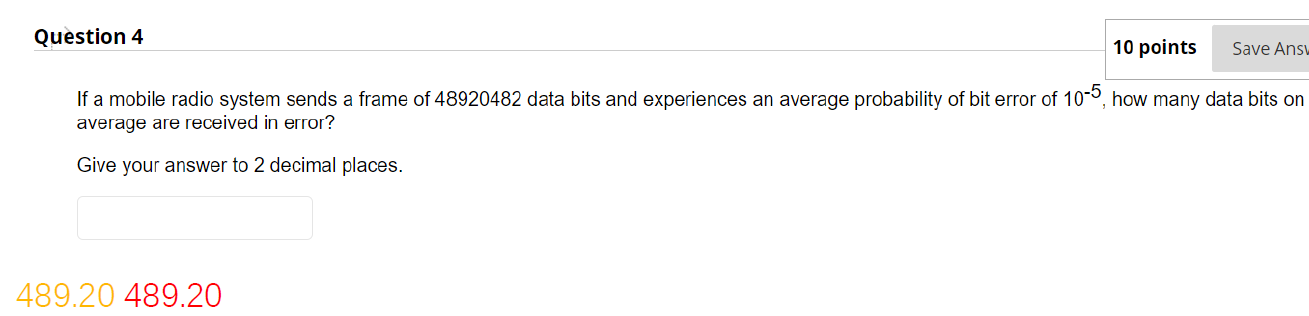 Question 4
10 points
Save Answ
If a mobile radio system sends a frame of 48920482 data bits and experiences an average probability of bit error of 10-5, how many data bits on
average are received in error?
Give your answer to 2 decimal places.
489.20 489.20